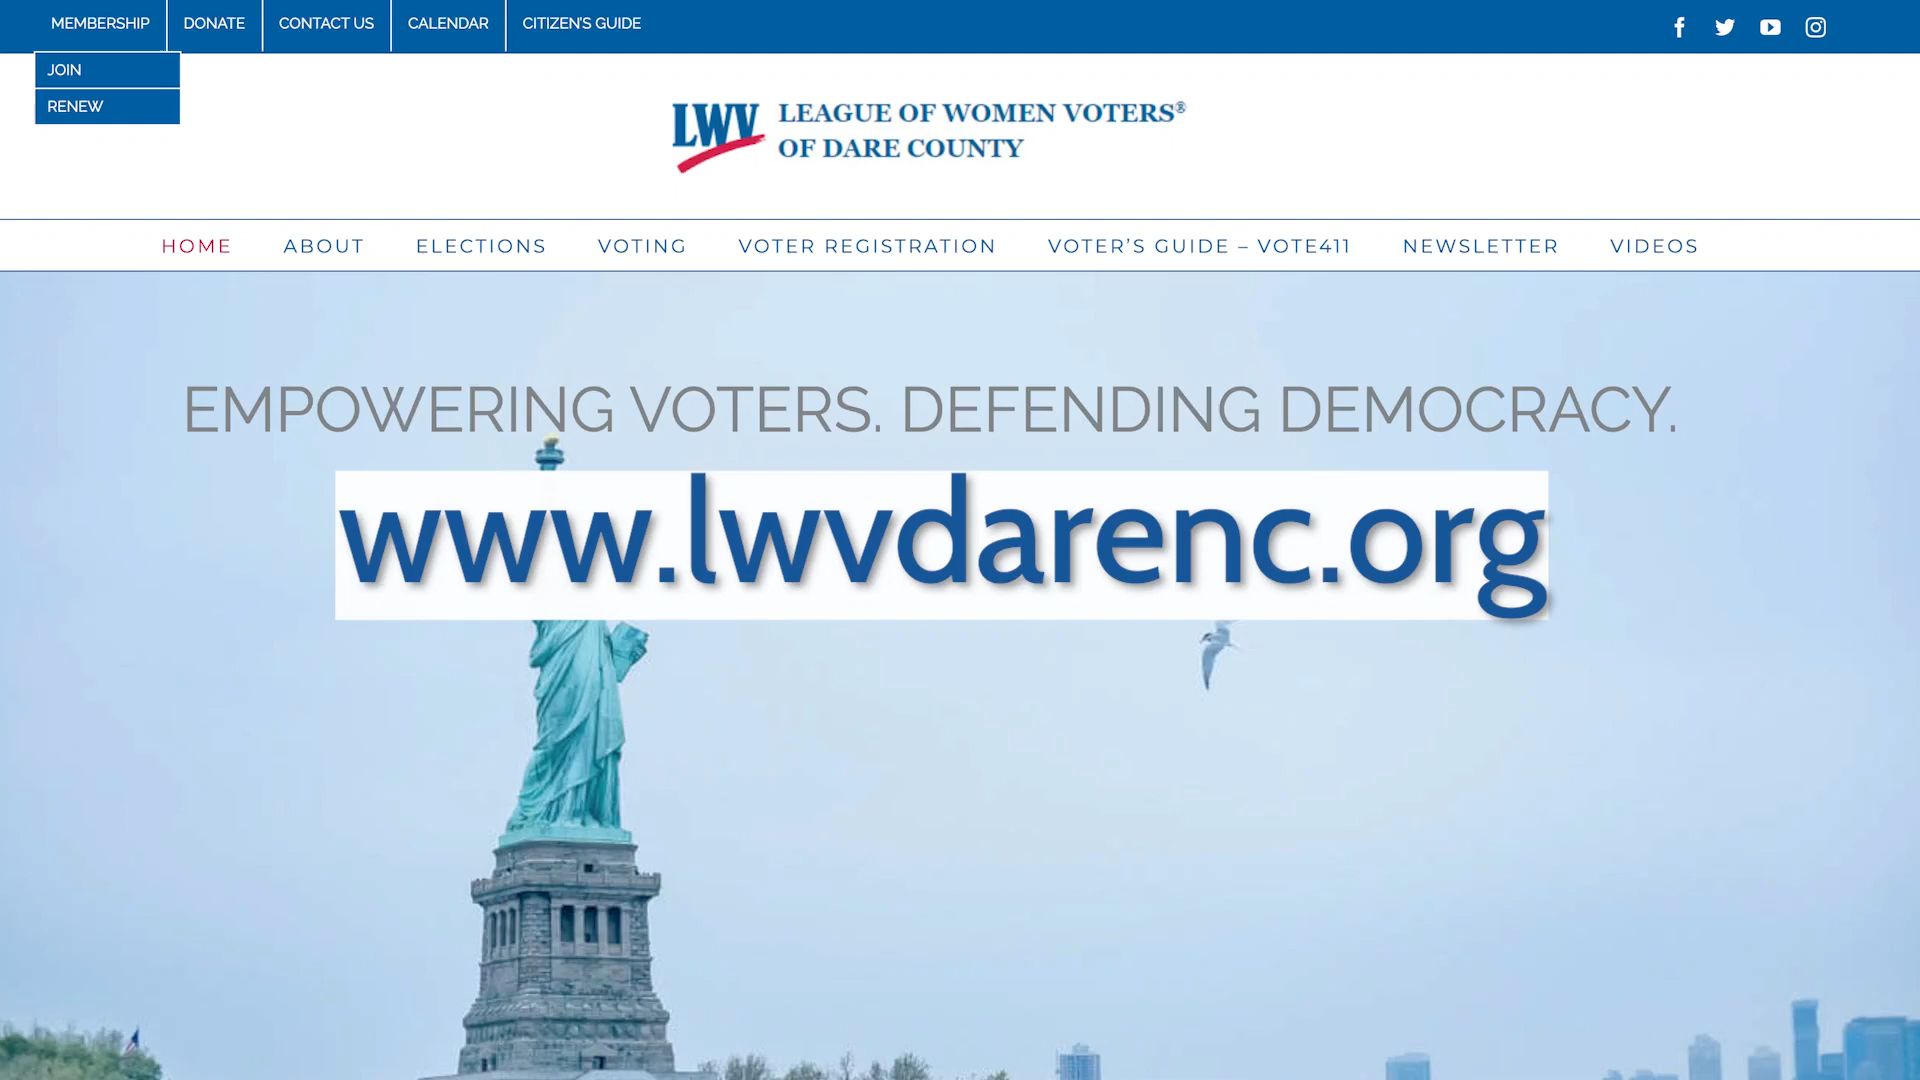 MEMBERSHIP DONATE CONTACT US CALENDAR CITIZEN'S GUIDE
JOIN
RENEW
LWV LEAGUE OF WOMEN VOTERS®
OF DARE COUNTY
HOME ABOUT ELECTIONS VOTING VOTER REGISTRATION VOTER'S GUIDE – VOTE411 NEWSLETTER VIDEOS
EMPOWERING VOTERS. DEFENDING DEMOCRACY.
www.lwvdarenc.org